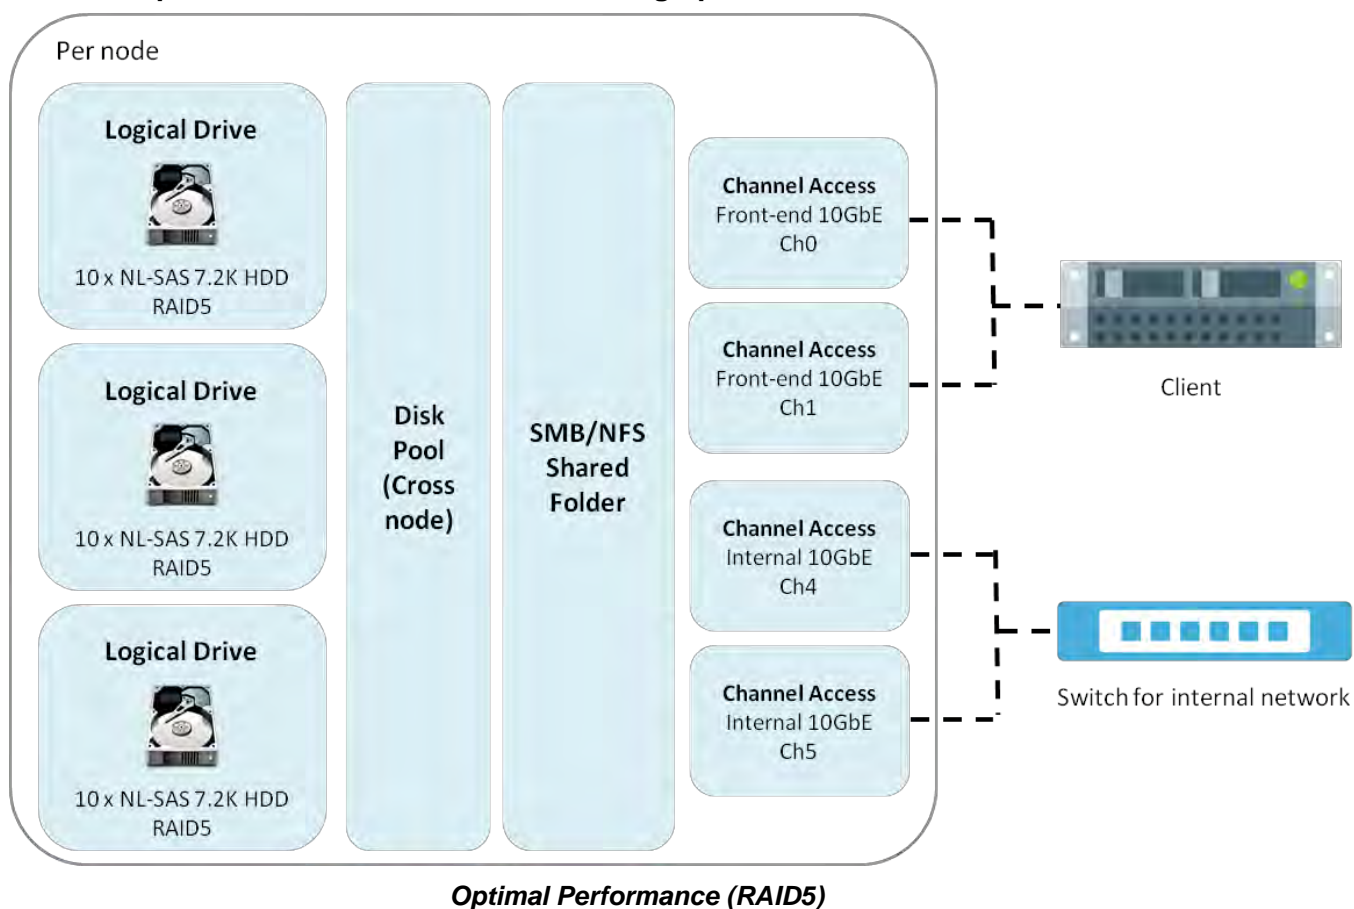 Per node
Logical Drive
10 x NL-SAS 7.2K HDD
RAID5
Logical Drive
10 x NL-SAS 7.2K HDD
RAID5
Logical Drive
10 x NL-SAS 7.2K HDD
RAID5
Disk
Pool
(Cross
node)
SMB/NFS
Shared
Folder
Channel Access
Front-end 10GbE
Ch0
Channel Access
Front-end 10GbE
Ch1
Channel Access
Internal 10GbE
Ch4
Channel Access
Internal 10GbE
Ch5
Client
Switch for internal network
Optimal Performance (RAID5)